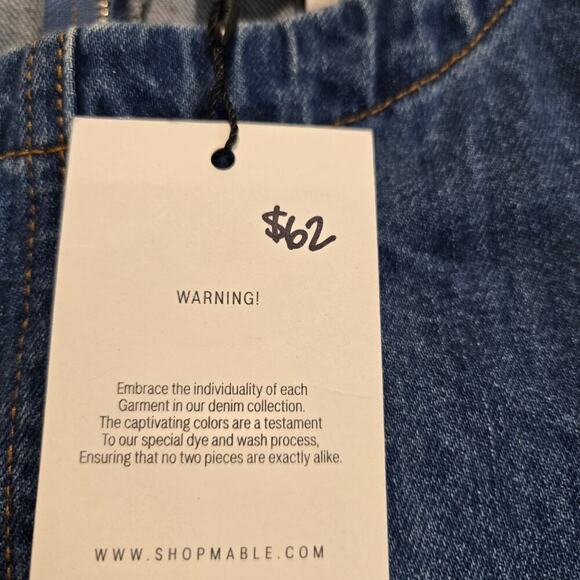 $62
WARNING!
Embrace the individuality of each
Garment in our denim collection.
The captivating colors are a testament
To our special dye and wash process,
Ensuring that no two pieces are exactly alike.
WWW.SHOPMABLE.COM